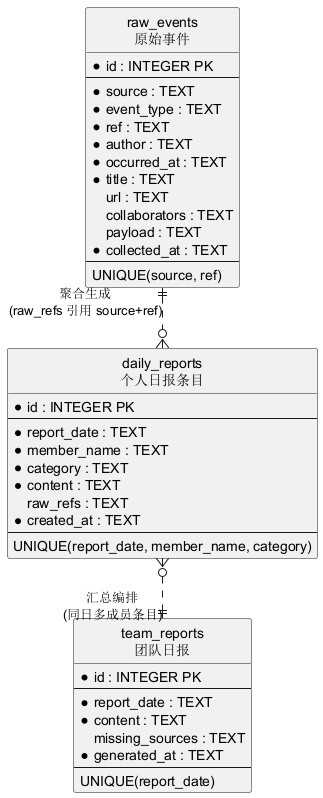 raw_events
原始事件
id : INTEGER PK
source : TEXT
event_type : TEXT
ref : TEXT
author : TEXT
occurred_at : TEXT
title : TEXT
url : TEXT
collaborators : TEXT
payload : TEXT
collected_at : TEXT
UNIQUE(source, ref)
聚合生成
(raw_refs 引用 source+ref)
daily_reports
个人日报条目
id : INTEGER PK
report_date : TEXT
member_name : TEXT
category : TEXT
content : TEXT
raw_refs : TEXT
created_at : TEXT
UNIQUE(report_date, member_name, category)
汇总编排
(同日多成员条目)
team_reports
团队日报
id : INTEGER PK
report_date : TEXT
content : TEXT
missing_sources : TEXT
generated_at : TEXT
UNIQUE(report_date)